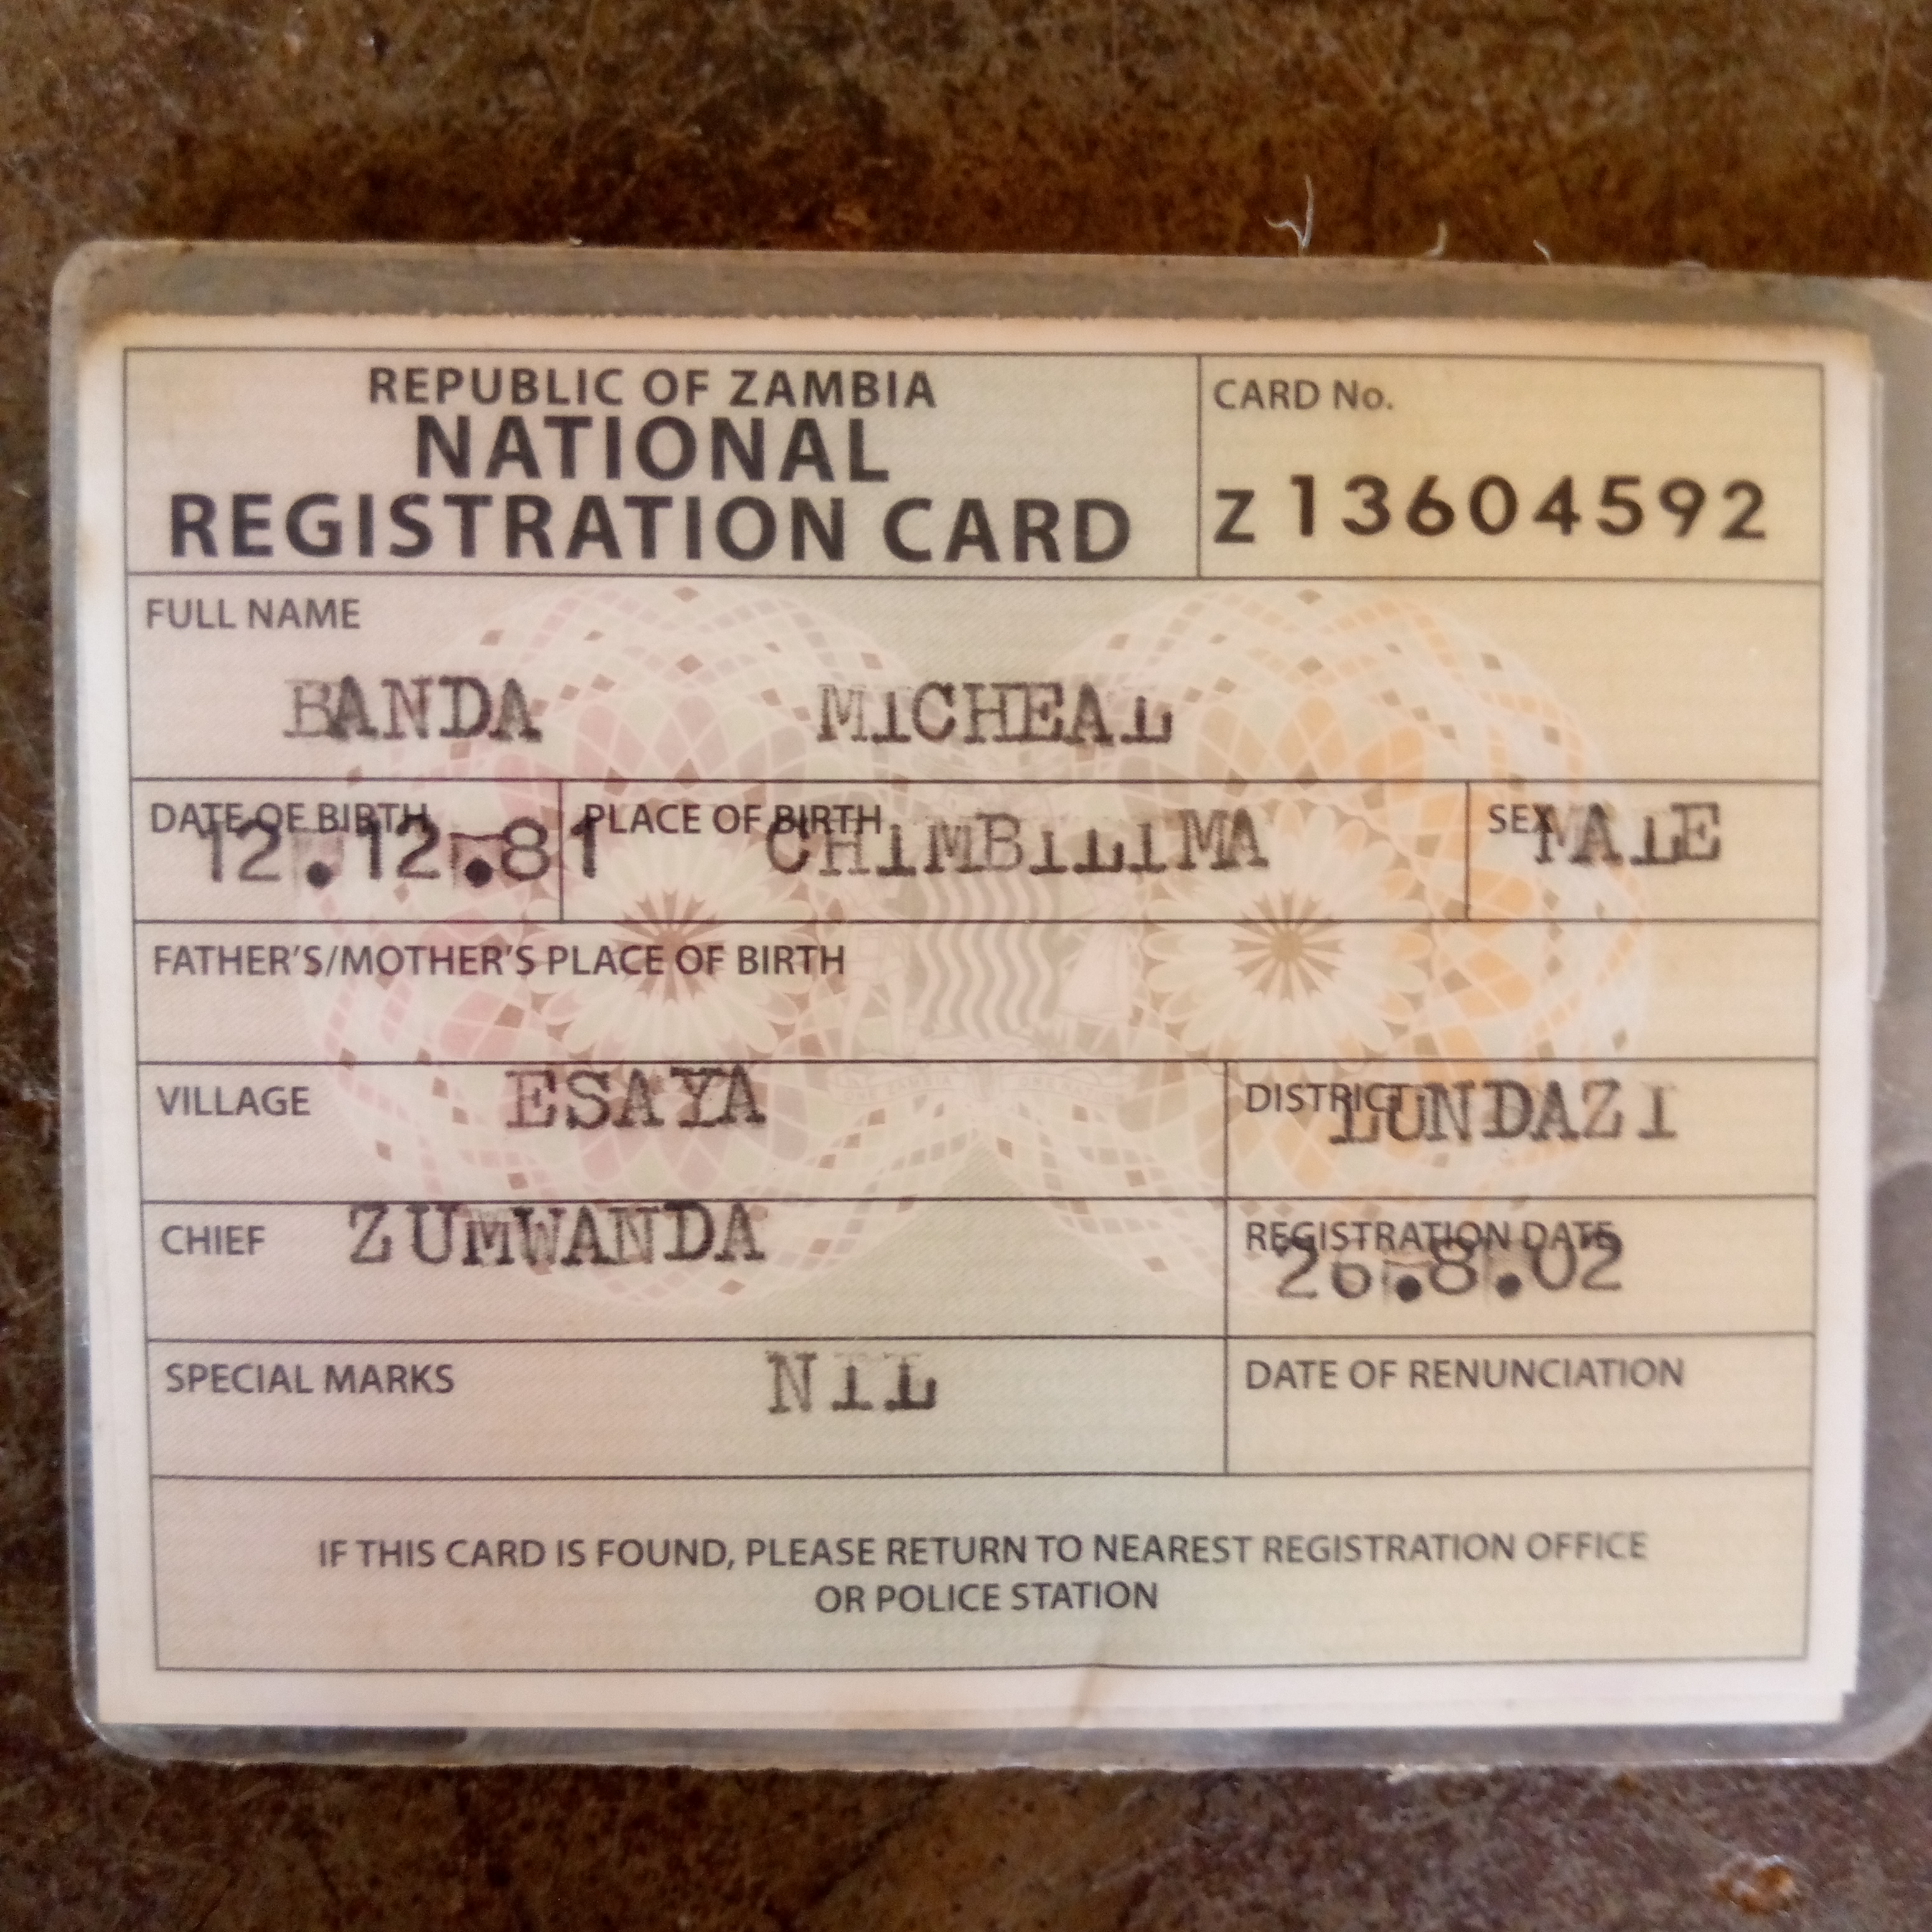 REPUBLIC OF ZAMBIA
NATIONAL
REGISTRATION CARD
CARD No.
Z 13604592
FULL NAME
BANDA MICHEAL
DATE OF BIRTH
12.12.81
PLACE OF BIRTH
CHIMBILIMA
SEX
MALE
FATHER'S/MOTHER'S PLACE OF BIRTH
VILLAGE ESAYA
DISTRICT LUNDAZI
CHIEF ZUMWANDA
REGISTRATION DATE
26.8.02
SPECIAL MARKS NIL
DATE OF RENUNCIATION
IF THIS CARD IS FOUND, PLEASE RETURN TO NEAREST REGISTRATION OFFICE
OR POLICE STATION